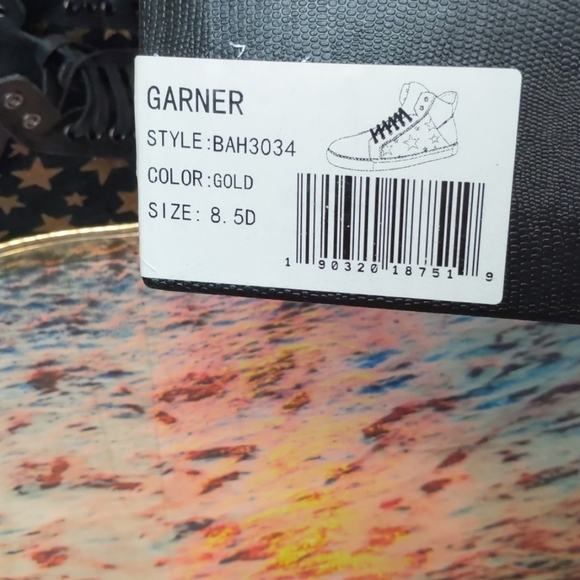 GARNER
STYLE:BAH3034
COLOR:GOLD
SIZE: 8.5D
1 90320 18751 9